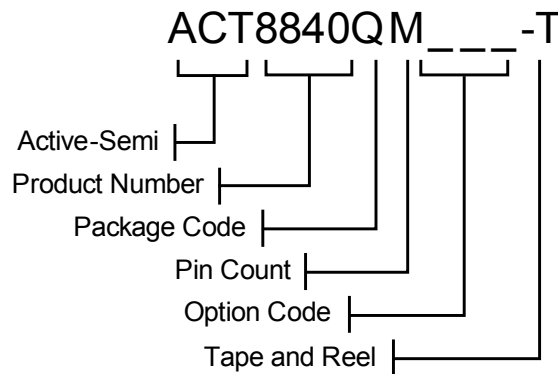 ACT8840QM_ _ _ -T
Active-Semi
Product Number
Package Code
Pin Count
Option Code
Tape and Reel